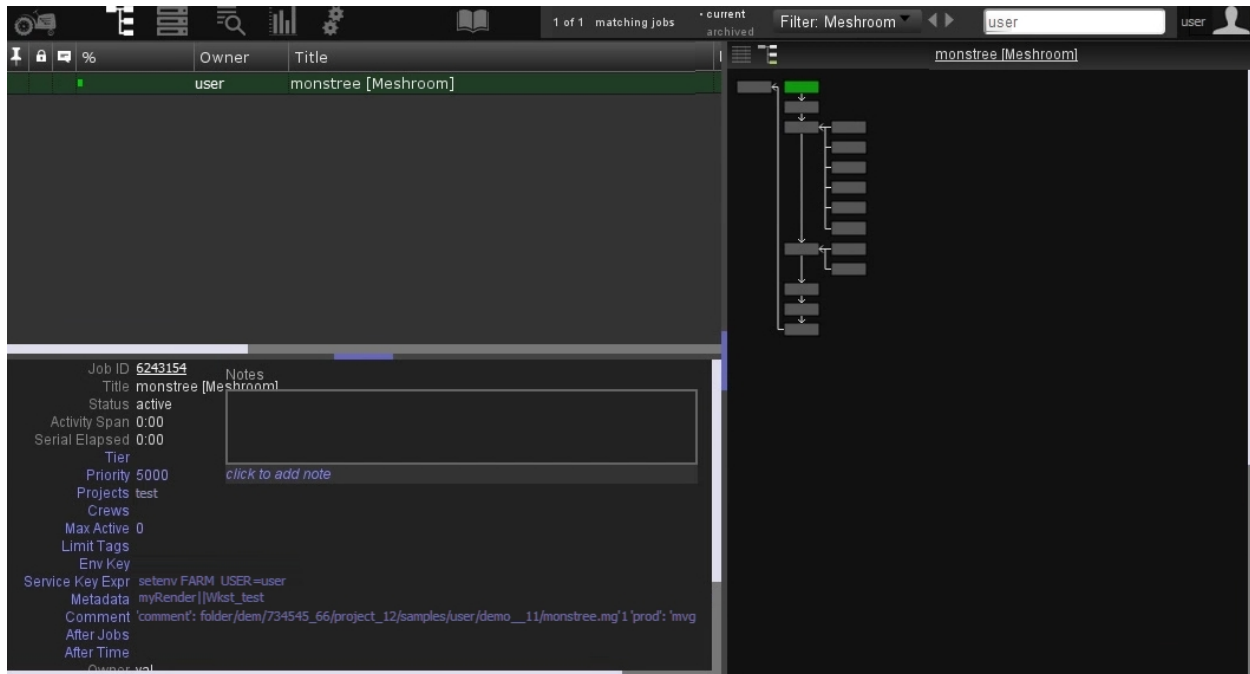 1 of 1 matching jobs
• current
archived
Filter: Meshroom
user
user
%
Owner
Title
user
monstree [Meshroom]
monstree [Meshroom]
Job ID 6243154
Title monstree [Meshroom]
Status active
Activity Span 0:00
Serial Elapsed 0:00
Tier
Priority 5000
Projects test
Crews
Max Active 0
Limit Tags
Env Key
Service Key Expr setenv FARM_USER=user
Metadata myRender||Wkst_test
Comment 'comment': folder/dem/734545_66/project_12/samples/user/demo__11/monstree.mg'1 'prod': 'mvg
After Jobs
After Time
Owner val
Notes
click to add note